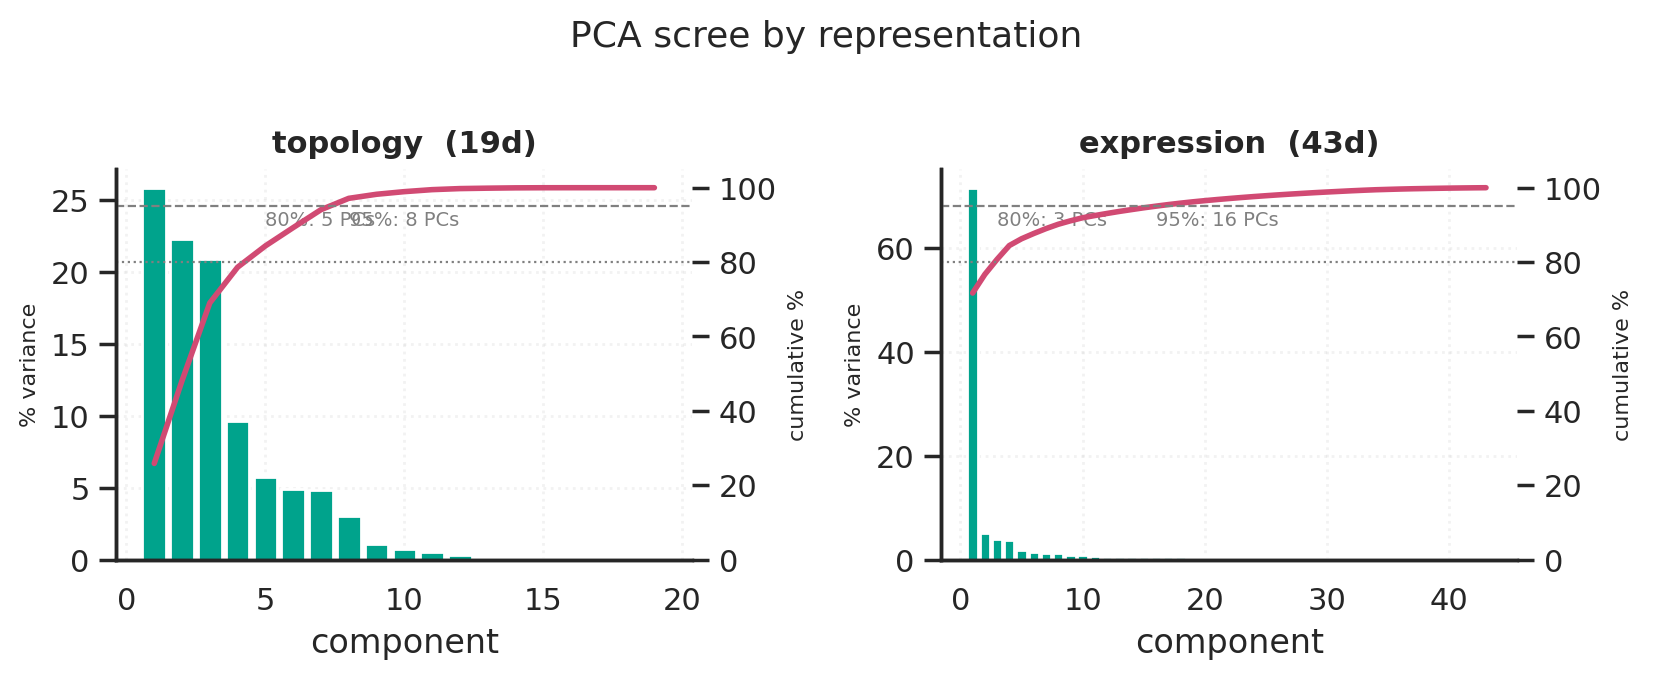 PCA scree by representation
topology (19d)
25
20
15
10
5
0
% variance
80%: 5 PCs
95%: 8 PCs
100
80
60
40
20
0
cumulative %
0 5 10 15 20
component
expression (43d)
60
40
20
0
% variance
80%: 3 PCs
95%: 16 PCs
100
80
60
40
20
0
cumulative %
0 10 20 30 40
component